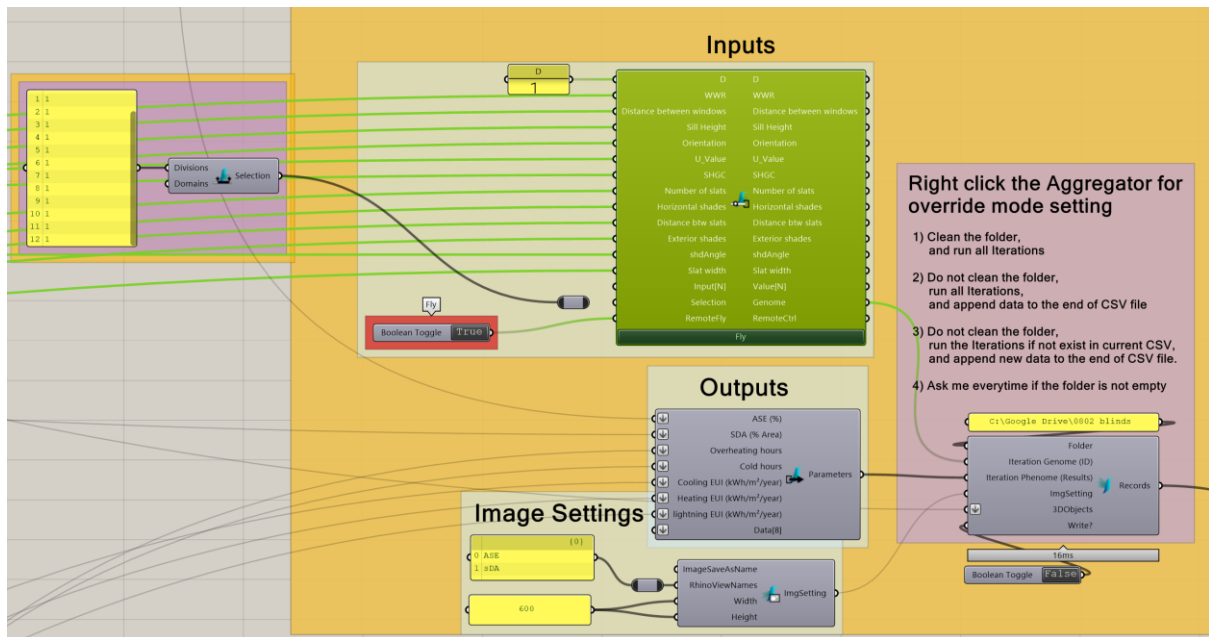 Inputs
D
1
D D
WWR WWR
Distance between windows Distance between windows
Sill Height Sill Height
Orientation Orientation
U_Value U_Value
SHGC SHGC
Number of slats Number of slats
Horizontal shades Horizontal shades
Distance btw slats Distance btw slats
Exterior shades Exterior shades
shdAngle shdAngle
Slat width Slat width
Input[N] Value[N]
Selection Genome
RemoteFly RemoteCtrl
Fly
1 1
2 1
3 1
4 1
5 1
6 1
7 1
8 1
9 1
10 1
11 1
12 1
Divisions
Domains
Selection
Fly
Boolean Toggle True
Right click the Aggregator for
override mode setting
1) Clean the folder,
and run all Iterations
2) Do not clean the folder,
run all Iterations,
and append data to the end of CSV file
3) Do not clean the folder,
run the Iterations if not exist in current CSV,
and append new data to the end of CSV file.
4) Ask me everytime if the folder is not empty
C:\Google Drive\0802 blinds
Folder
Iteration Genome (ID)
Iteration Phenome (Results)
ImgSetting
3DObjects
Write?
Records
16ms
Boolean Toggle False
Outputs
ASE (%)
SDA (% Area)
Overheating hours
Cold hours
Cooling EUI (kWh/m²/year)
Heating EUI (kWh/m²/year)
lightning EUI (kWh/m²/year)
Data[8]
Parameters
Image Settings
{0}
0 ASE
1 sDA
600
ImageSaveAsName
RhinoViewNames
Width
Height
ImgSetting